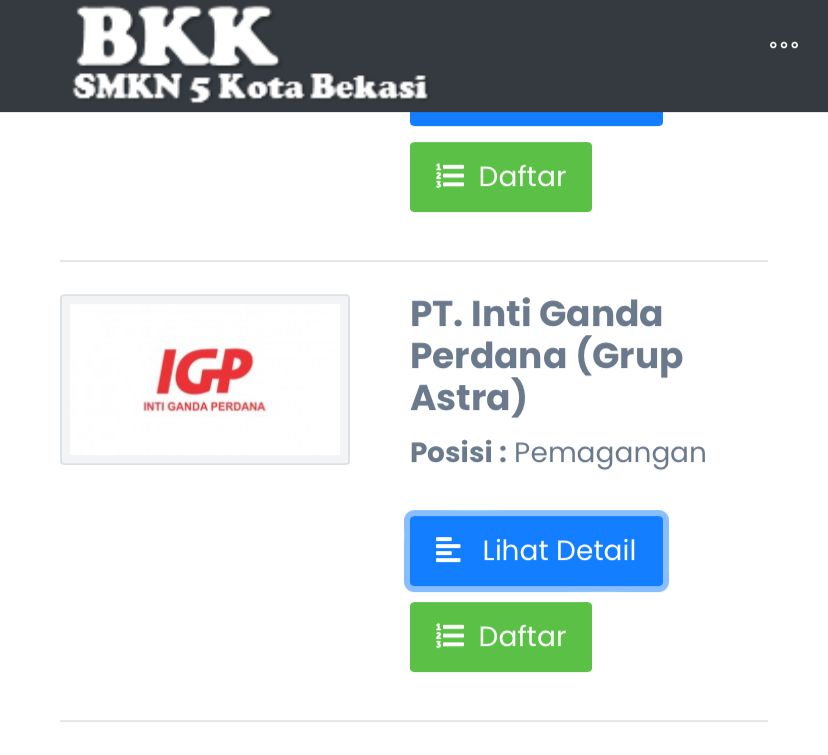 BKK
SMKN 5 Kota Bekasi
Daftar
IGP
INTI GANDA PERDANA
PT. Inti Ganda
Perdana (Grup
Astra)
Posisi : Pemagangan
Lihat Detail
Daftar